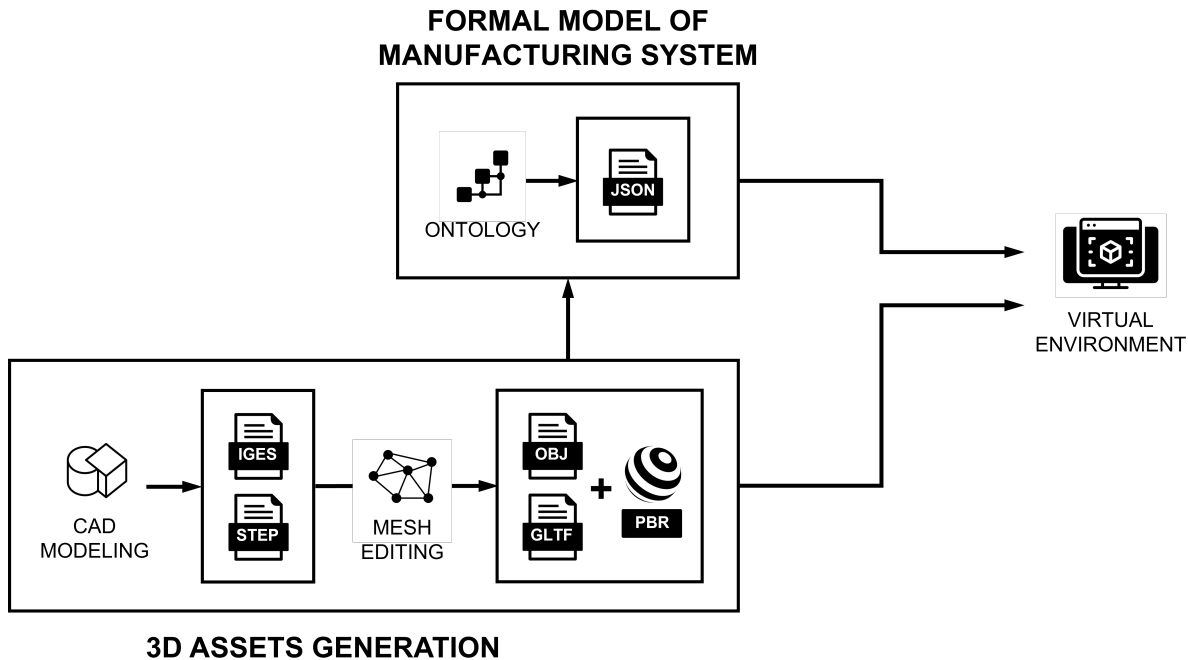 FORMAL MODEL OF
MANUFACTURING SYSTEM
JSON
ONTOLOGY
VIRTUAL
ENVIRONMENT
IGES
STEP
CAD
MODELING
MESH
EDITING
OBJ
GLTF
+
PBR
3D ASSETS GENERATION